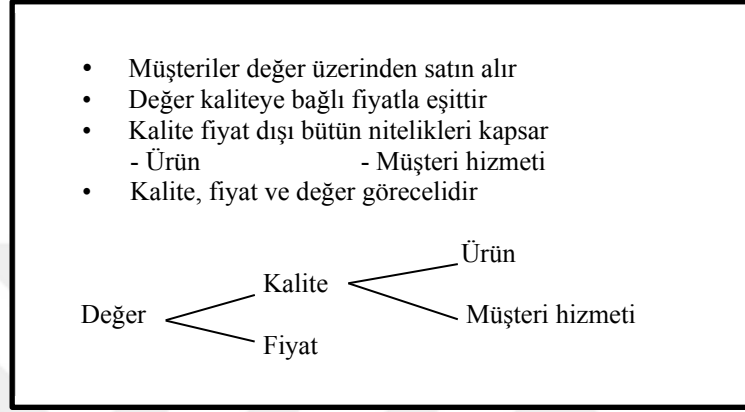 • Müşteriler değer üzerinden satın alır
• Değer kaliteye bağlı fiyatla eşittir
• Kalite fiyat dışı bütün nitelikleri kapsar
- Ürün - Müşteri hizmeti
• Kalite, fiyat ve değer görecelidir
Ürün
Kalite
Değer Müşteri hizmeti
Fiyat